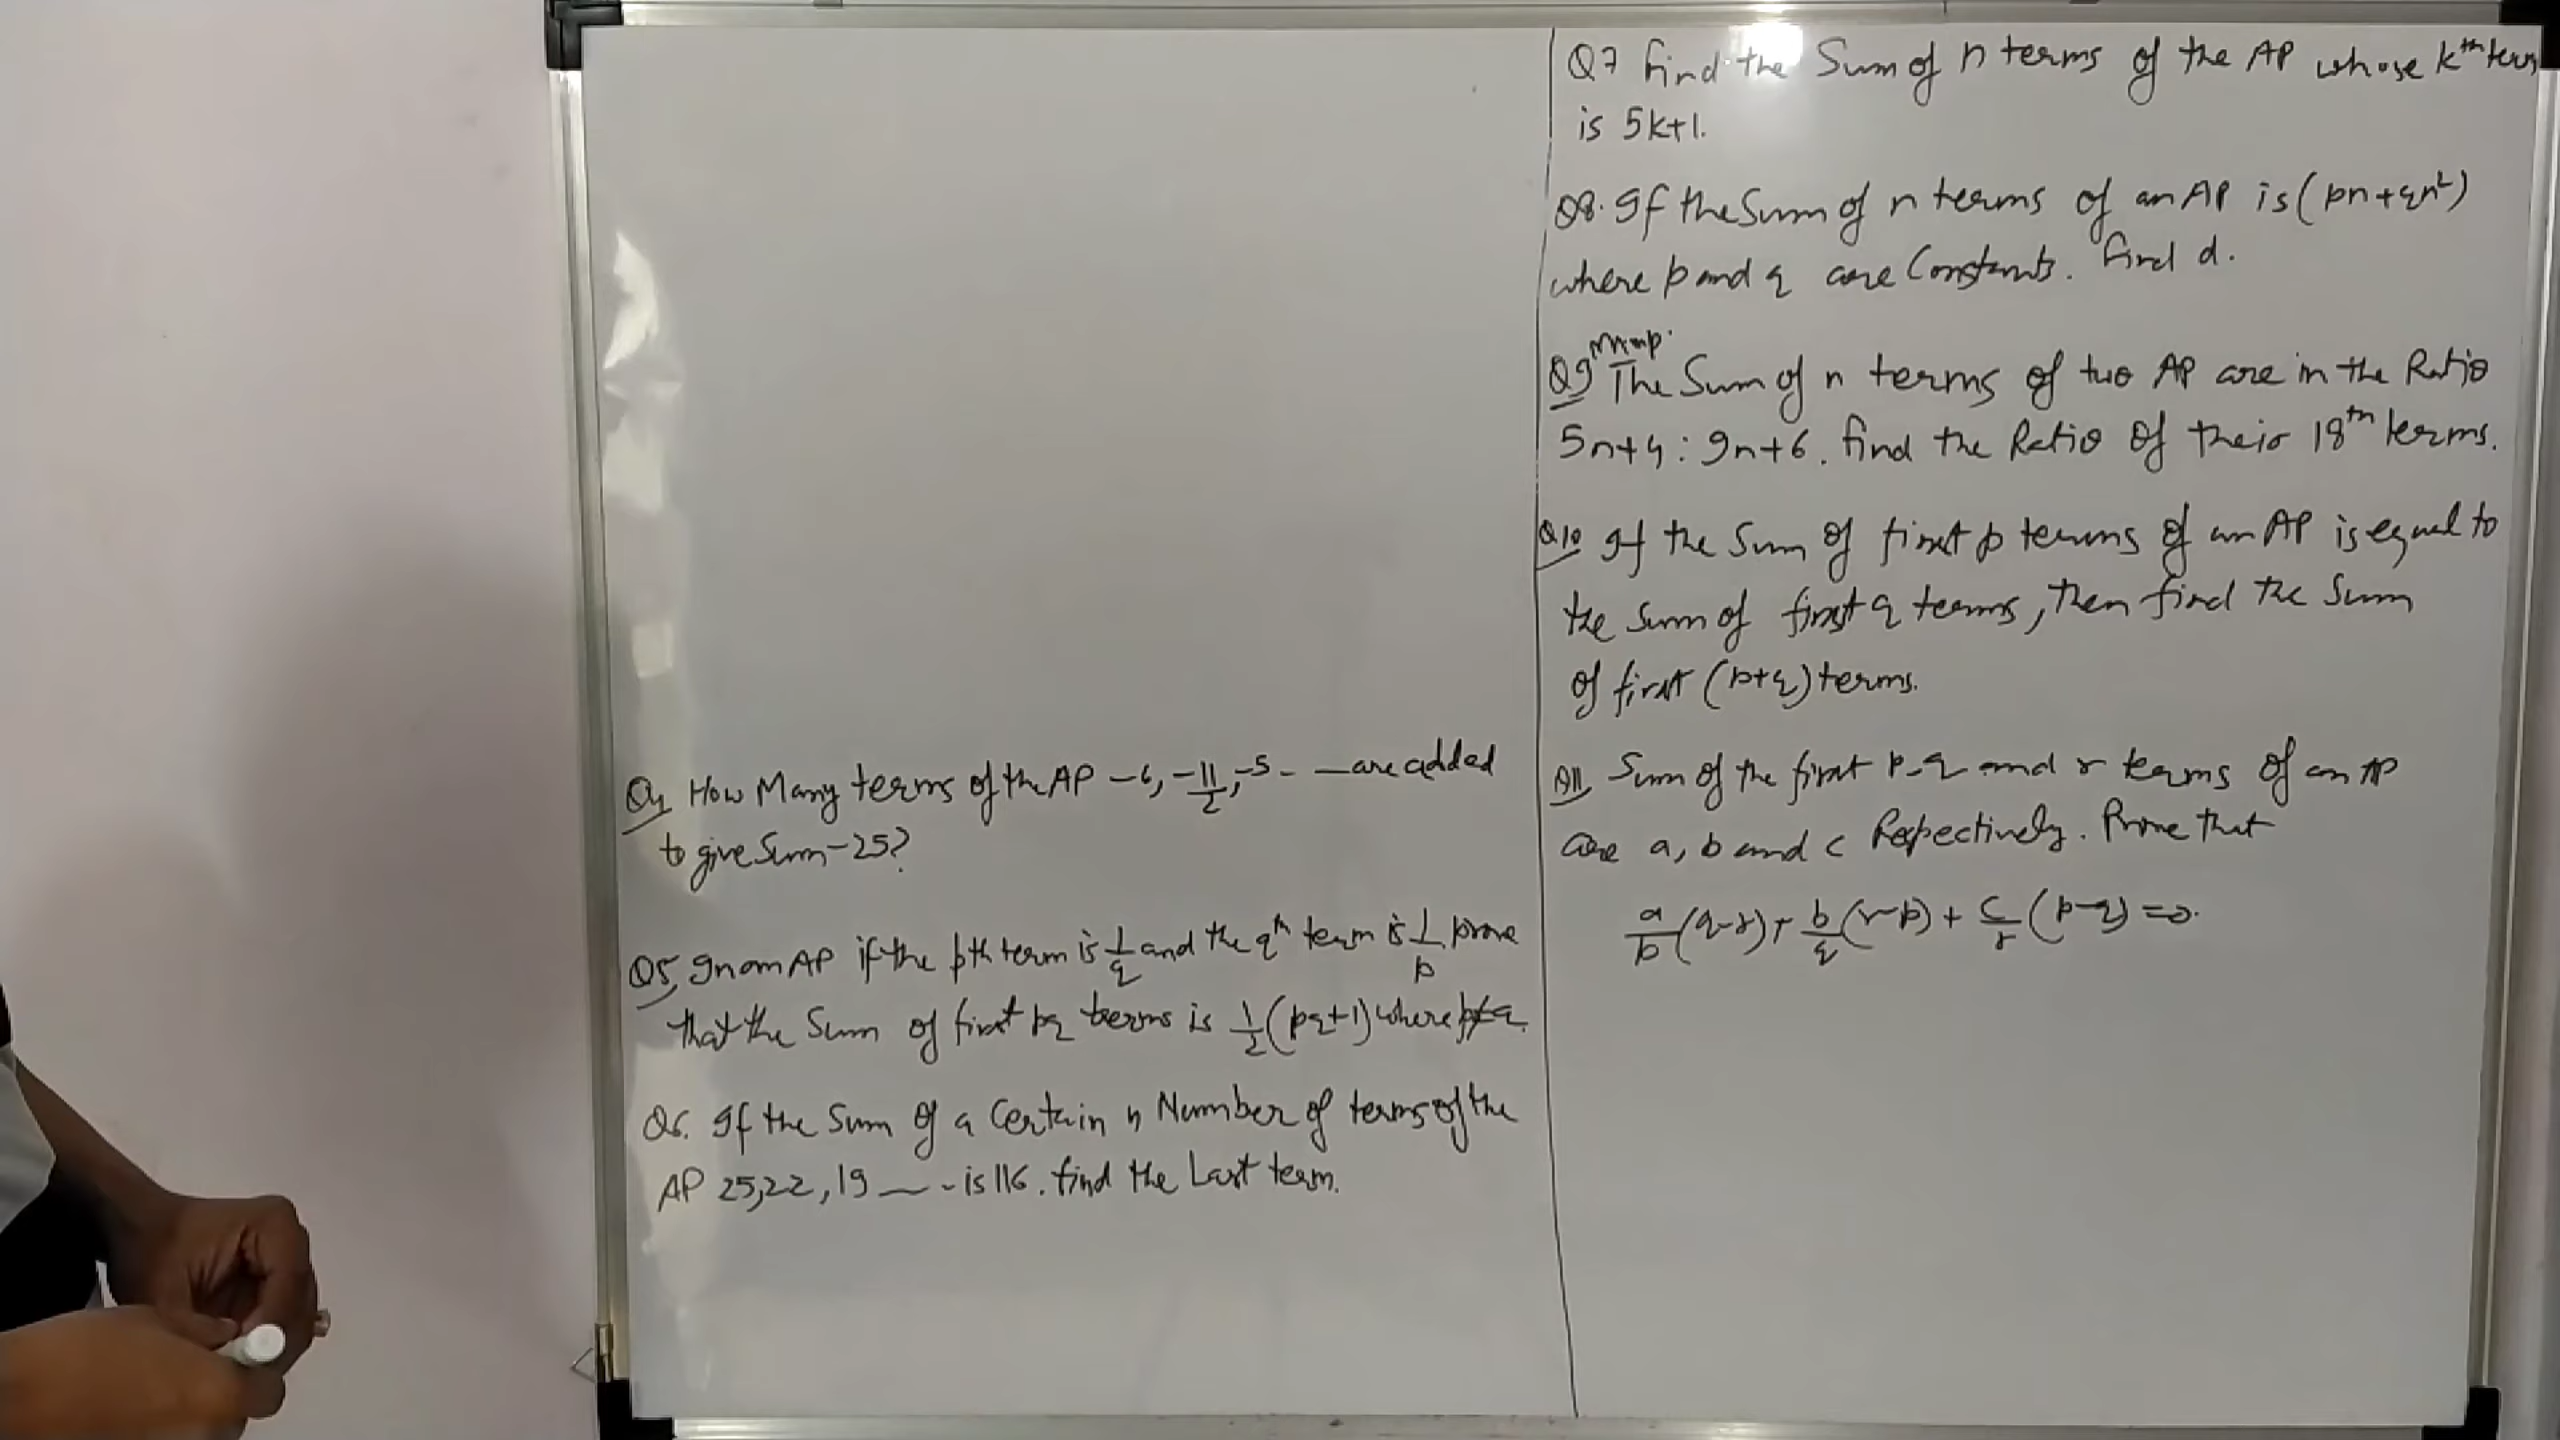 Q4 How Many terms of the AP -6, -11/2, -5 - — are added
to give Sum -25?
Q5, In an AP if the pth term is 1/q and the qth term is 1/p prove
that the Sum of first pq terms is 1/2 (pq+1) where p≠q.
Q6. If the Sum of a Certain n Number of terms of the
AP 25, 22, 19 — - - is 116. find the Last term.
Q7 find the Sum of n terms of the AP whose kth term
is 5k+1.
Q8. If the Sum of n terms of an AP is (pn+qn²)
where p and q are Constants. find d.
Q9 The Sum of n terms of two AP are in the Ratio
5n+4 : 9n+6. find the Ratio of their 18th terms.
Q10 If the Sum of first p terms of an AP is equal to
the Sum of first q terms, then find the Sum
of first (p+q) terms.
Q11, Sum of the first p, q and r terms of an AP
are a, b and c Respectively. Prove that
a/p (q-r) + b/q (r-p) + c/r (p-q) = 0.